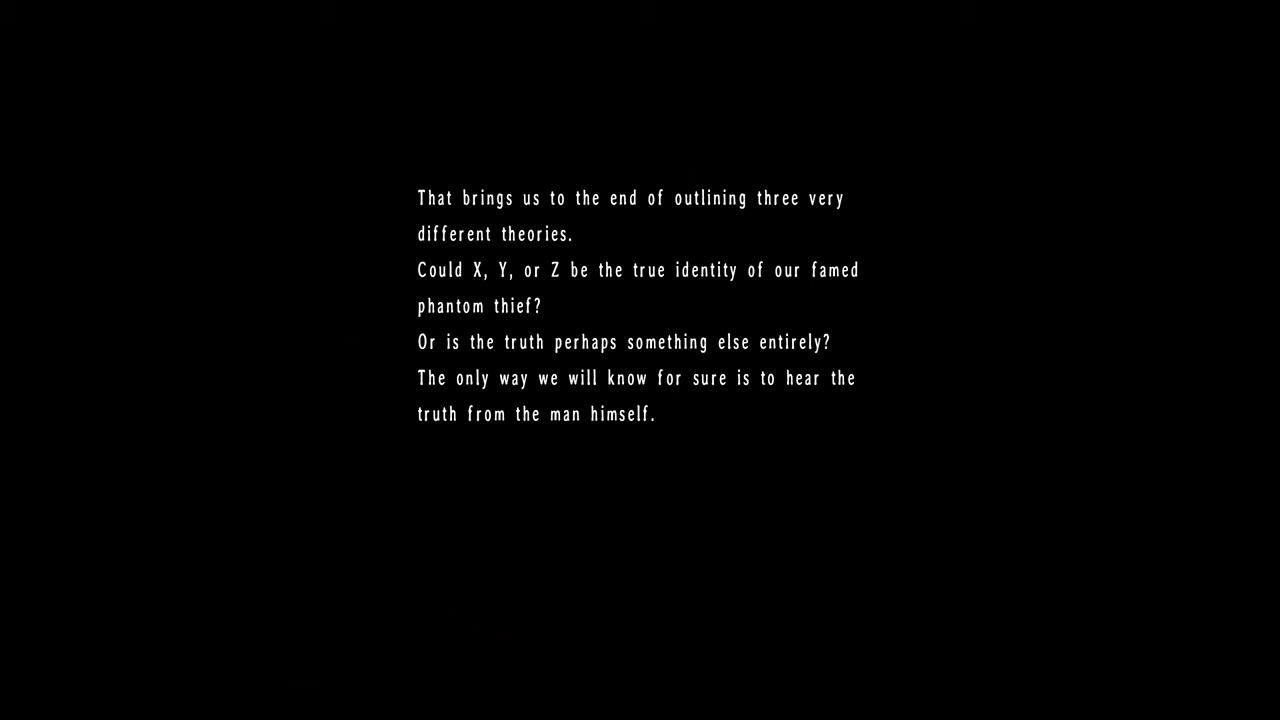 That brings us to the end of outlining three very
different theories.
Could X, Y, or Z be the true identity of our famed
phantom thief?
Or is the truth perhaps something else entirely?
The only way we will know for sure is to hear the
truth from the man himself.